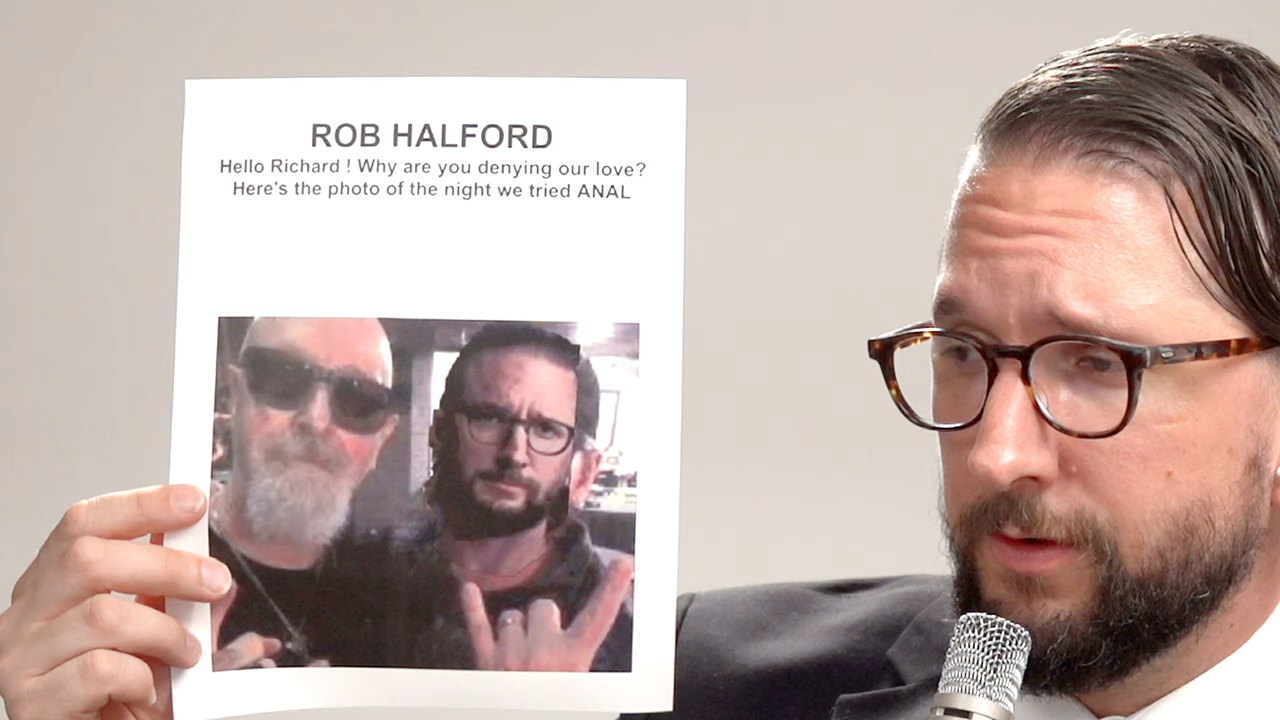 ROB HALFORD
Hello Richard ! Why are you denying our love?
Here's the photo of the night we tried ANAL